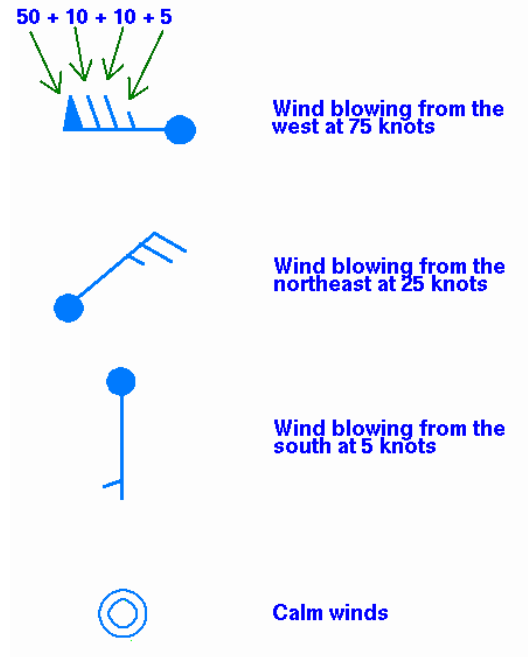 50 + 10 + 10 + 5
Wind blowing from the
west at 75 knots
Wind blowing from the
northeast at 25 knots
Wind blowing from the
south at 5 knots
Calm winds